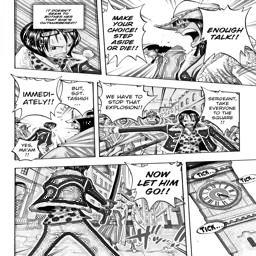 IT DOESN'T
SEEM TO
BOTHER HER
THAT SHE'S
MAKE
YOUR
CHOICE!
STEP
ASIDE
OR DIE!!
ENOUGH
TALK!!
IMMEDI-
ATELY!!
BUT,
SGT.
TASHIGI
YES,
MA'AM
WE HAVE TO
STOP THAT
EXPLOSION!!
SERGEANT,
TAKE
EVERYONE
TO THE
SQUARE
!!
NOW
LET HIM
GO!!
TICK...
TICK...